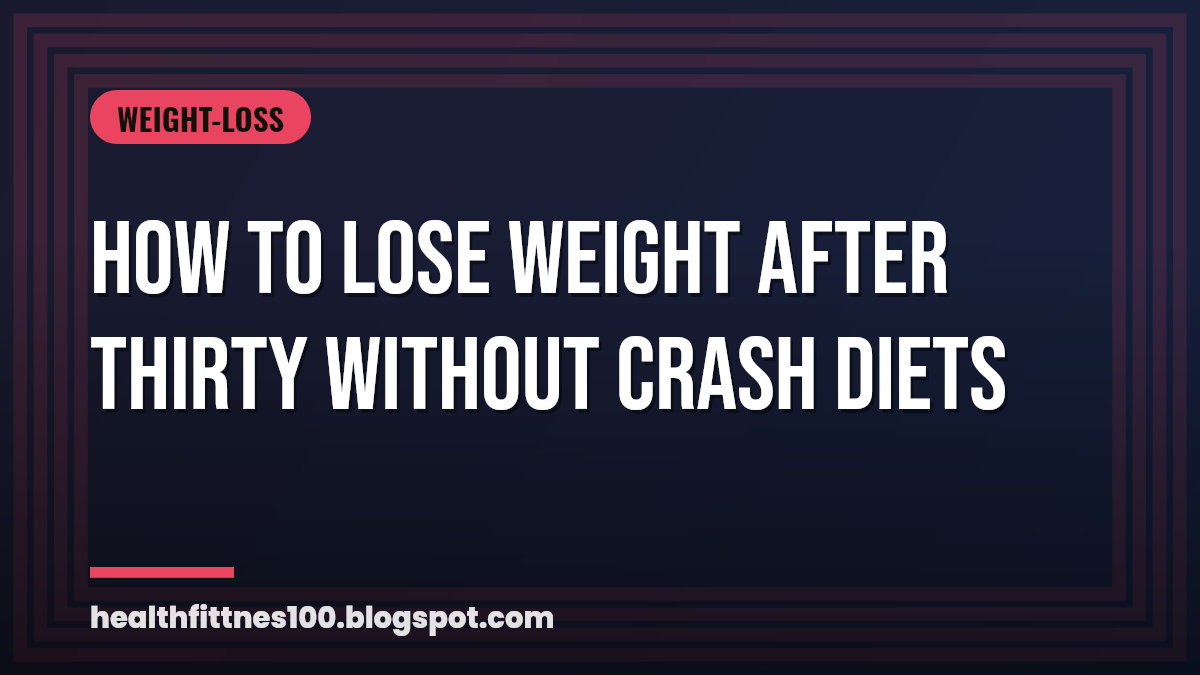 WEIGHT-LOSS
HOW TO LOSE WEIGHT AFTER
THIRTY WITHOUT CRASH DIETS
healthfittnes100.blogspot.com